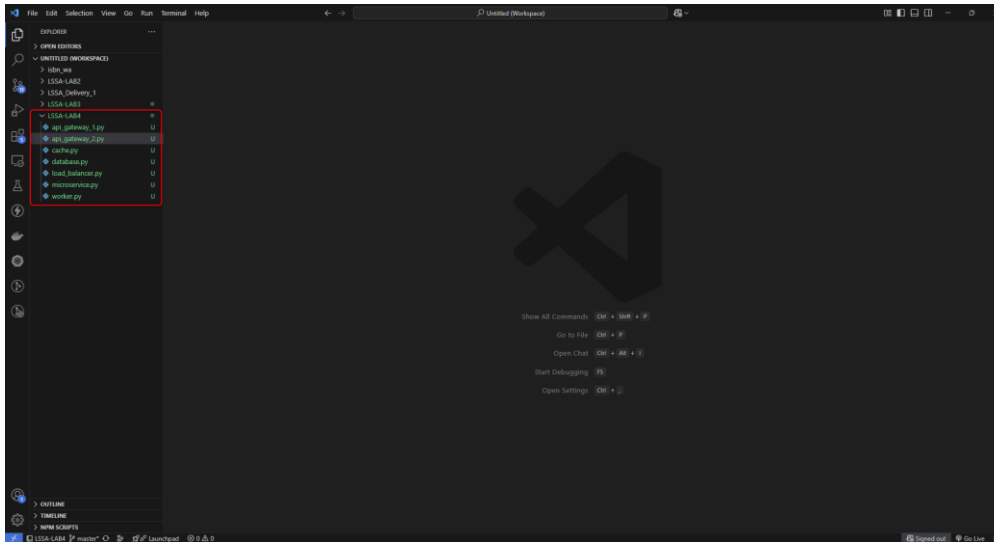 File Edit Selection View Go Run Terminal Help
Untitled (Workspace)
EXPLORER
OPEN EDITORS
UNTITLED (WORKSPACE)
isbn_wa
LSSA-LAB2
LSSA_Delivery_1
LSSA-LAB3
LSSA-LAB4
api_gateway_1.py U
api_gateway_2.py U
cache.py U
database.py U
load_balancer.py U
microservice.py U
worker.py U
Show All Commands Ctrl + Shift + P
Go to File Ctrl + P
Open Chat Ctrl + Alt + I
Start Debugging F5
Open Settings Ctrl + ,
OUTLINE
TIMELINE
NPM SCRIPTS
LSSA-LAB4 master* Launchpad 0 0 0 Signed out Go Live